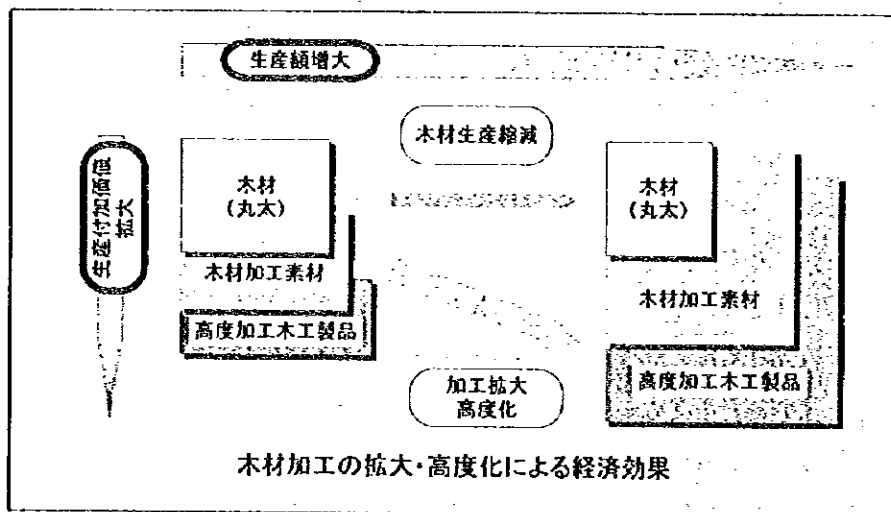 生産額増大
木材生産縮減
生産付加価値
拡大
木材
(丸太)
木材加工素材
高度加工木工製品
木材
(丸太)
木材加工素材
高度加工木工製品
加工拡大
高度化
木材加工の拡大・高度化による経済効果